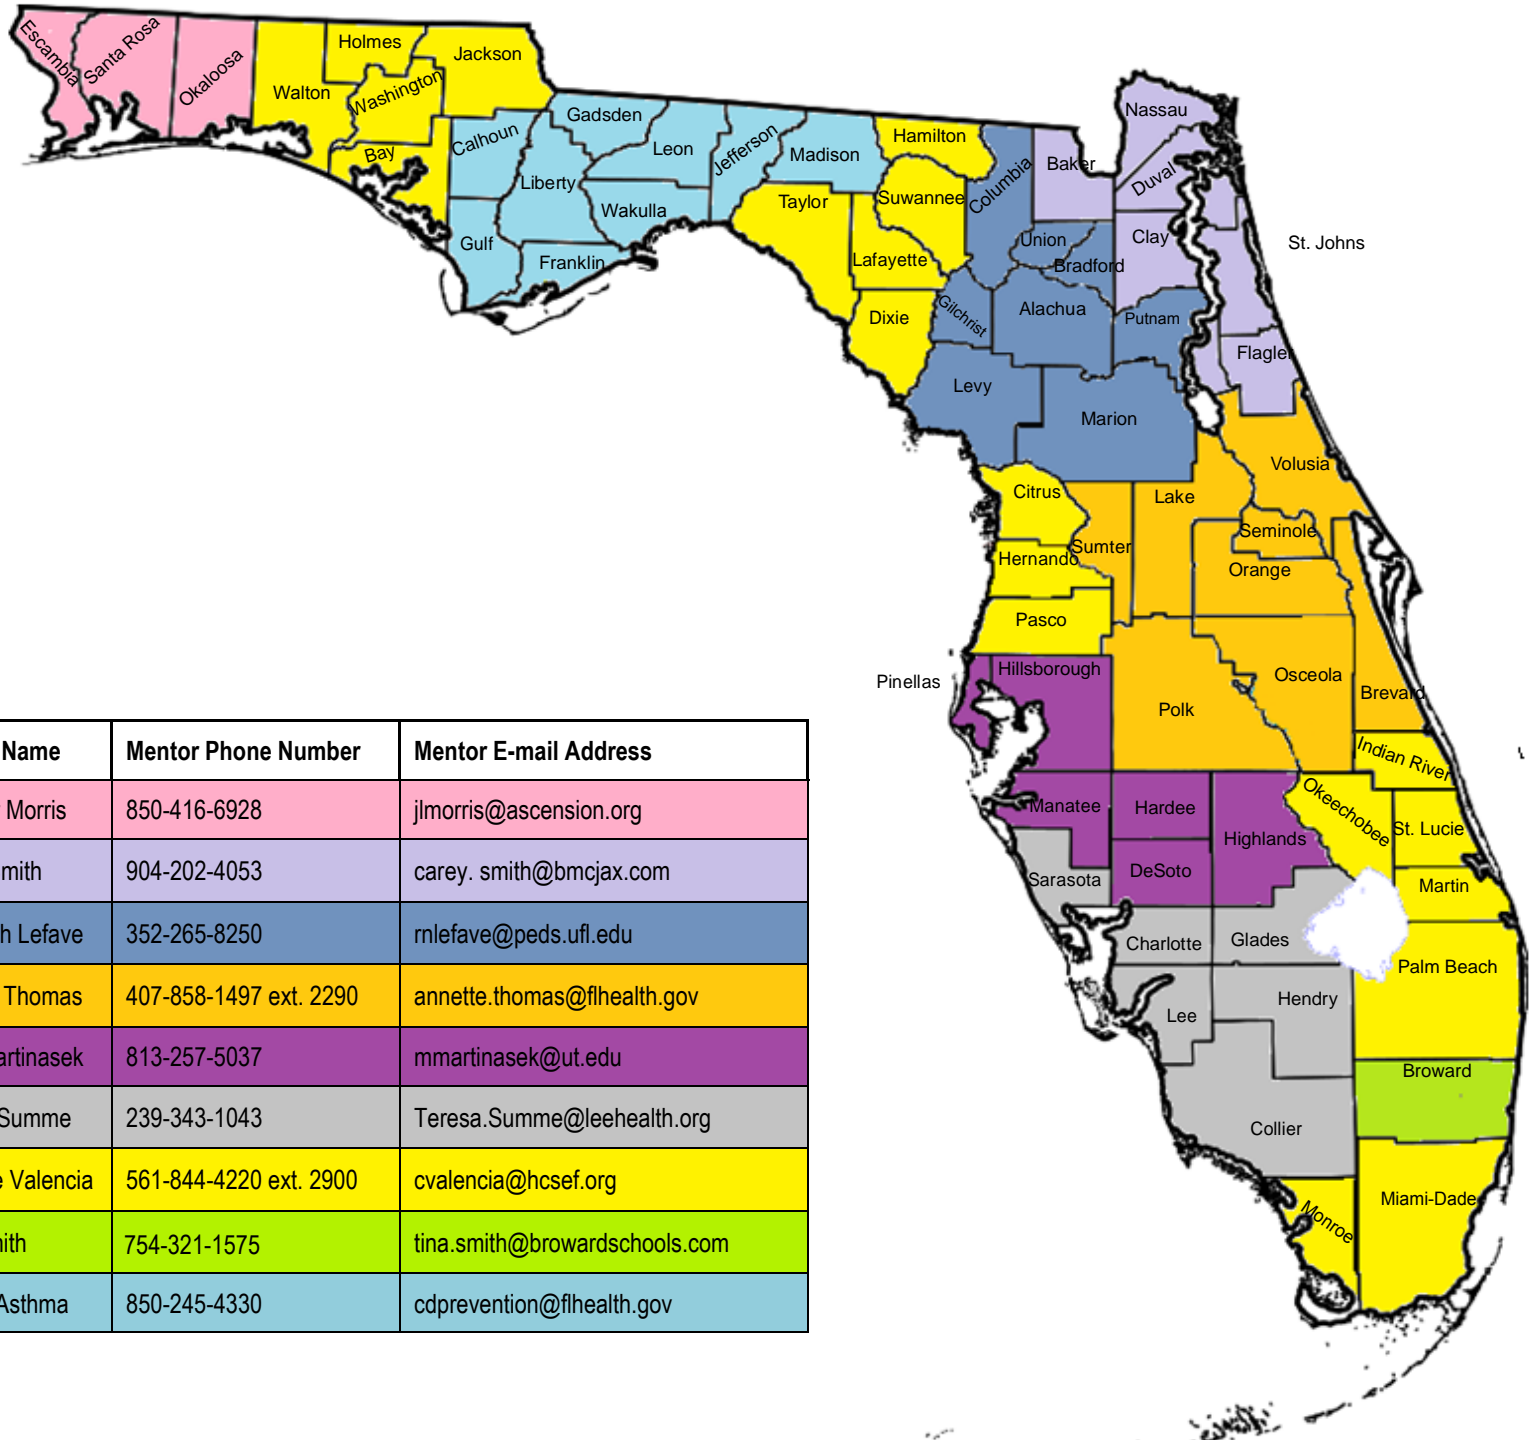 Escambia
Santa Rosa
Okaloosa
Walton
Holmes
Washington
Jackson
Bay
Calhoun
Gulf
Liberty
Gadsden
Franklin
Leon
Wakulla
Jefferson
Madison
Taylor
Hamilton
Suwannee
Lafayette
Dixie
Columbia
Baker
Nassau
Duval
Union
Bradford
Clay
St. Johns
Gilchrist
Alachua
Putnam
Flagler
Levy
Marion
Volusia
Citrus
Lake
Sumter
Seminole
Hernando
Orange
Pasco
Pinellas
Hillsborough
Polk
Osceola
Brevard
Indian River
Manatee
Hardee
Highlands
Okeechobee
St. Lucie
Sarasota
DeSoto
Martin
Charlotte
Glades
Palm Beach
Lee
Hendry
Broward
Collier
Monroe
Miami-Dade
Name Mentor Phone Number Mentor E-mail Address
Morris 850-416-6928 jlmorris@ascension.org
mith 904-202-4053 carey. smith@bmcjax.com
h Lefave 352-265-8250 rnlefave@peds.ufl.edu
Thomas 407-858-1497 ext. 2290 annette.thomas@flhealth.gov
artinasek 813-257-5037 mmartinasek@ut.edu
Summe 239-343-1043 Teresa.Summe@leehealth.org
e Valencia 561-844-4220 ext. 2900 cvalencia@hcsef.org
ith 754-321-1575 tina.smith@browardschools.com
Asthma 850-245-4330 cdprevention@flhealth.gov